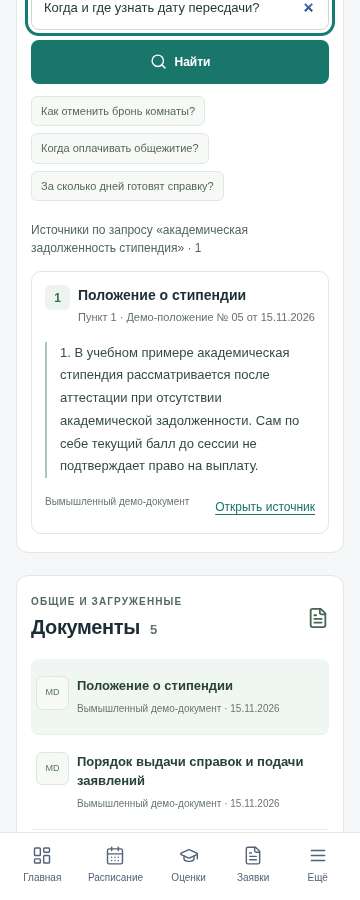 Когда и где узнать дату пересдачи? ✕
Найти
Как отменить бронь комнаты?
Когда оплачивать общежитие?
За сколько дней готовят справку?
Источники по запросу «академическая
задолженность стипендия» · 1
1 Положение о стипендии
Пункт 1 · Демо-положение № 05 от 15.11.2026
1. В учебном примере академическая
стипендия рассматривается после
аттестации при отсутствии
академической задолженности. Сам по
себе текущий балл до сессии не
подтверждает право на выплату.
Вымышленный демо-документ
Открыть источник
ОБЩИЕ И ЗАГРУЖЕННЫЕ
Документы 5
MD Положение о стипендии
Вымышленный демо-документ · 15.11.2026
MD Порядок выдачи справок и подачи
заявлений
Вымышленный демо-документ · 15.11.2026
Главная Расписание Оценки Заявки Ещё